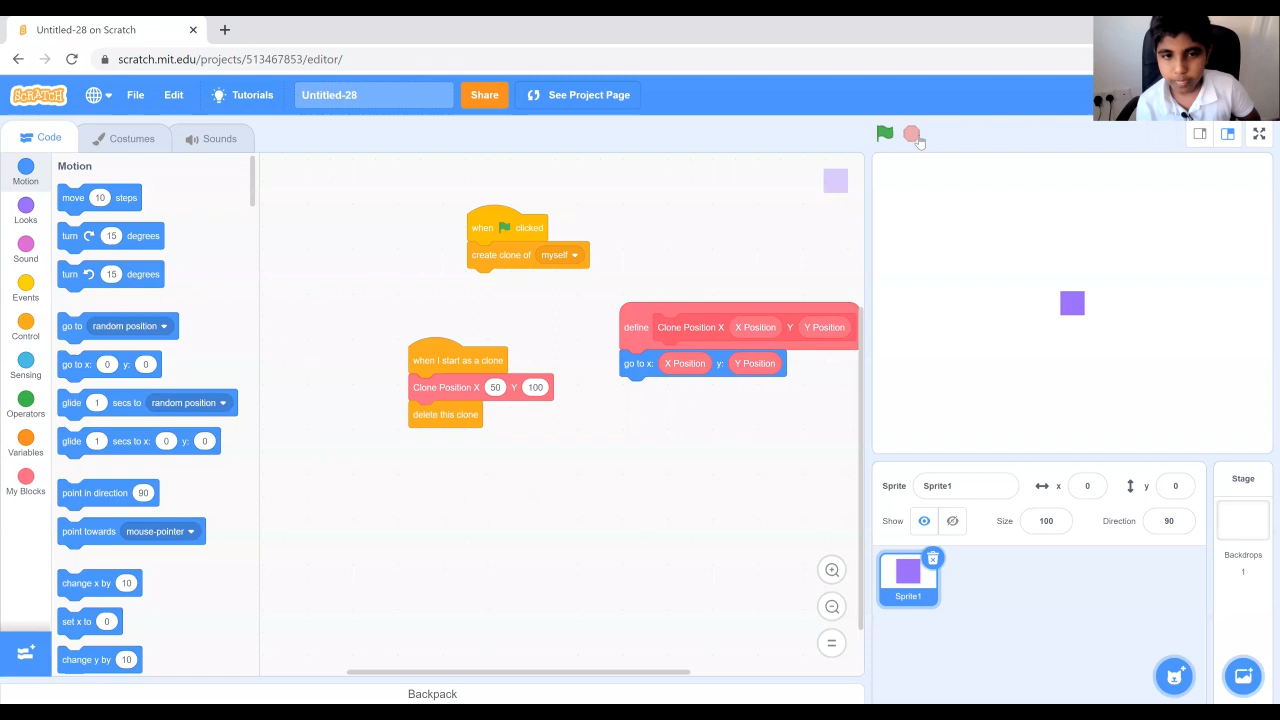 Untitled-28 on Scratch
scratch.mit.edu/projects/513467853/editor/
SCRATCH
File
Edit
Tutorials
Untitled-28
Share
See Project Page
Code
Costumes
Sounds
Motion
Looks
Sound
Events
Control
Sensing
Operators
Variables
My Blocks
Motion
move 10 steps
turn 15 degrees
turn 15 degrees
go to random position
go to x: 0 y: 0
glide 1 secs to random position
glide 1 secs to x: 0 y: 0
point in direction 90
point towards mouse-pointer
change x by 10
set x to 0
change y by 10
when clicked
create clone of myself
when I start as a clone
Clone Position X 50 Y 100
delete this clone
define Clone Position X X Position Y Y Position
go to x: X Position y: Y Position
Backpack
Sprite Sprite1 x 0 y 0
Show Size 100 Direction 90
Sprite1
Stage
Backdrops
1